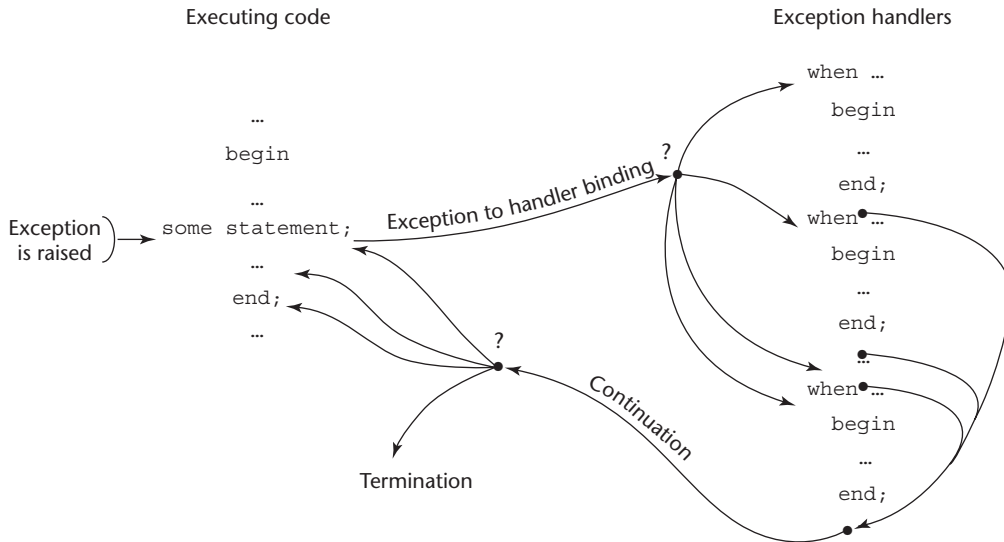 Executing code
...
begin
...
Exception
is raised
some statement;
...
end;
...
Exception to handler binding
?
Exception handlers
when ...
begin
...
end;
when ...
begin
...
end;
...
when ...
begin
...
end;
Continuation
?
Termination